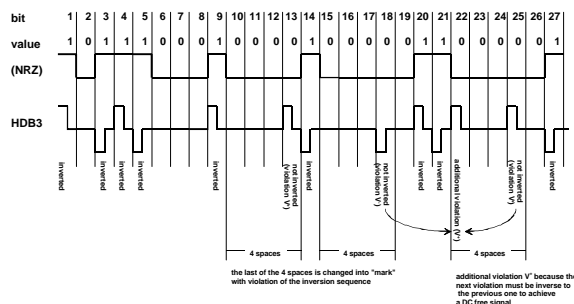 bit 1 2 3 4 5 6 7 8 9 10 11 12 13 14 15 16 17 18 19 20 21 22 23 24 25 26 27
value 1 0 1 1 1 0 0 0 1 0 0 0 0 1 0 0 0 0 0 1 1 0 0 0 0 0 1
(NRZ)
HDB3
inverted
inverted
inverted
inverted
inverted
not inverted
(violation V)
inverted
not inverted
(violation V)
inverted
inverted
additional violation (V')
not inverted
(violation V)
inverted
4 spaces
4 spaces
4 spaces
the last of the 4 spaces is changed into "mark"
with violation of the inversion sequence
additional violation V' because the
next violation must be inverse to
the previous one to achieve
a DC free signal